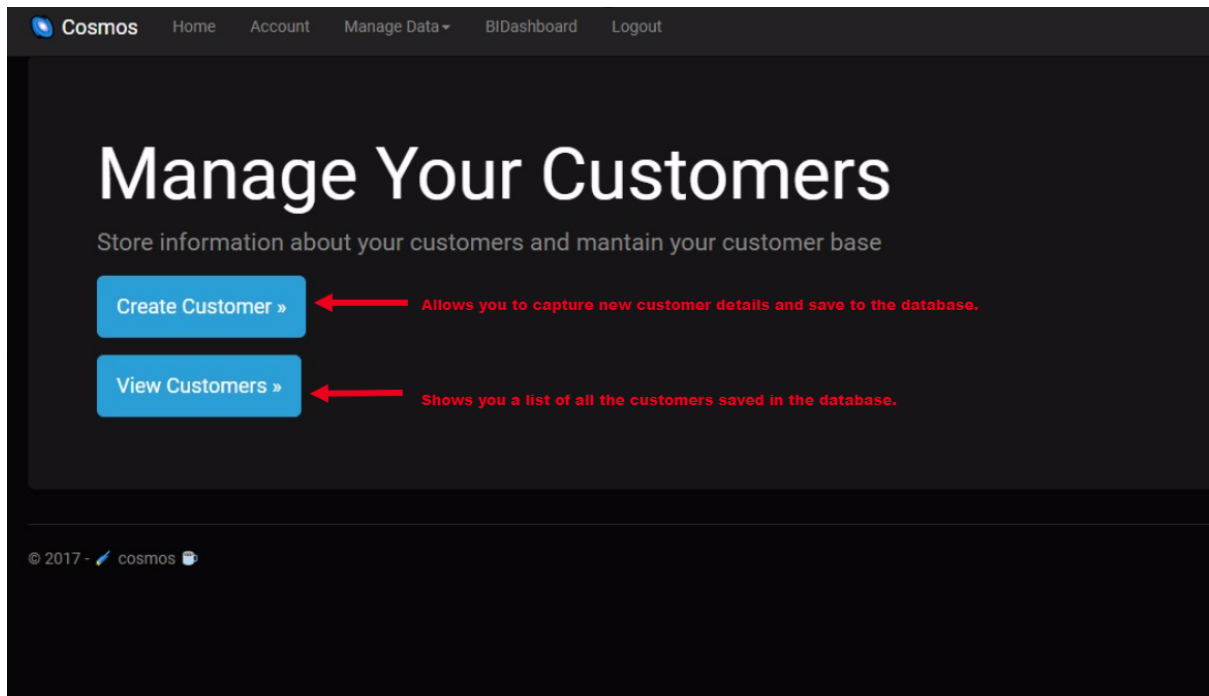 Cosmos Home Account Manage Data BIDashboard Logout
Manage Your Customers
Store information about your customers and mantain your customer base
Create Customer »
Allows you to capture new customer details and save to the database.
View Customers »
Shows you a list of all the customers saved in the database.
© 2017 - cosmos